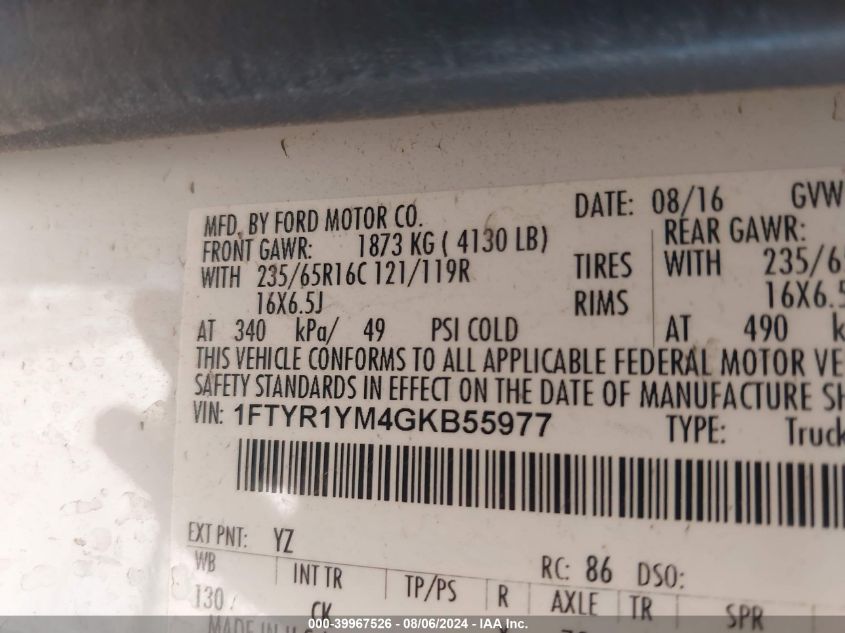 MFD. BY FORD MOTOR CO. DATE: 08/16 GVW
FRONT GAWR: 1873 KG ( 4130 LB) REAR GAWR:
WITH 235/65R16C 121/119R TIRES WITH 235/65
16X6.5J RIMS 16X6.5
AT 340 kPa/ 49 PSI COLD AT 490 k
THIS VEHICLE CONFORMS TO ALL APPLICABLE FEDERAL MOTOR VE
SAFETY STANDARDS IN EFFECT ON THE DATE OF MANUFACTURE SH
VIN: 1FTYR1YM4GKB55977 TYPE: Truck
EXT PNT: YZ RC: 86 DSO:
WB INT TR TP/PS R AXLE TR SPR
130 CK
MADE IN U.S.A
000-39967526 - 08/06/2024 - IAA Inc.